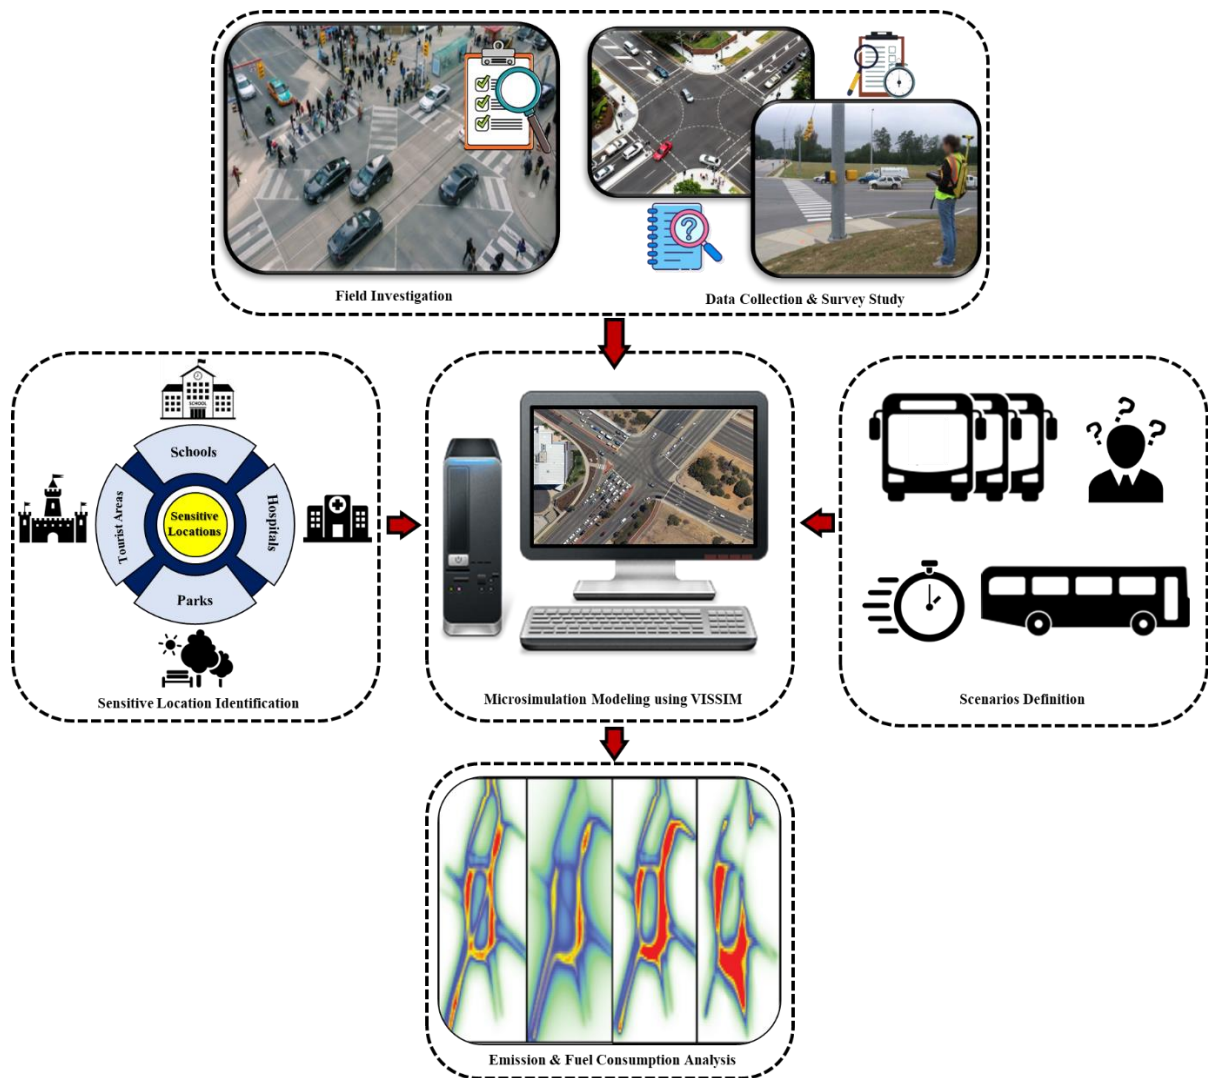 Field Investigation
Data Collection & Survey Study
SCHOOL
Schools
Tourist Areas
Sensitive
Locations
Hospitals
Parks
Sensitive Location Identification
Microsimulation Modeling using VISSIM
Scenarios Definition
Emission & Fuel Consumption Analysis